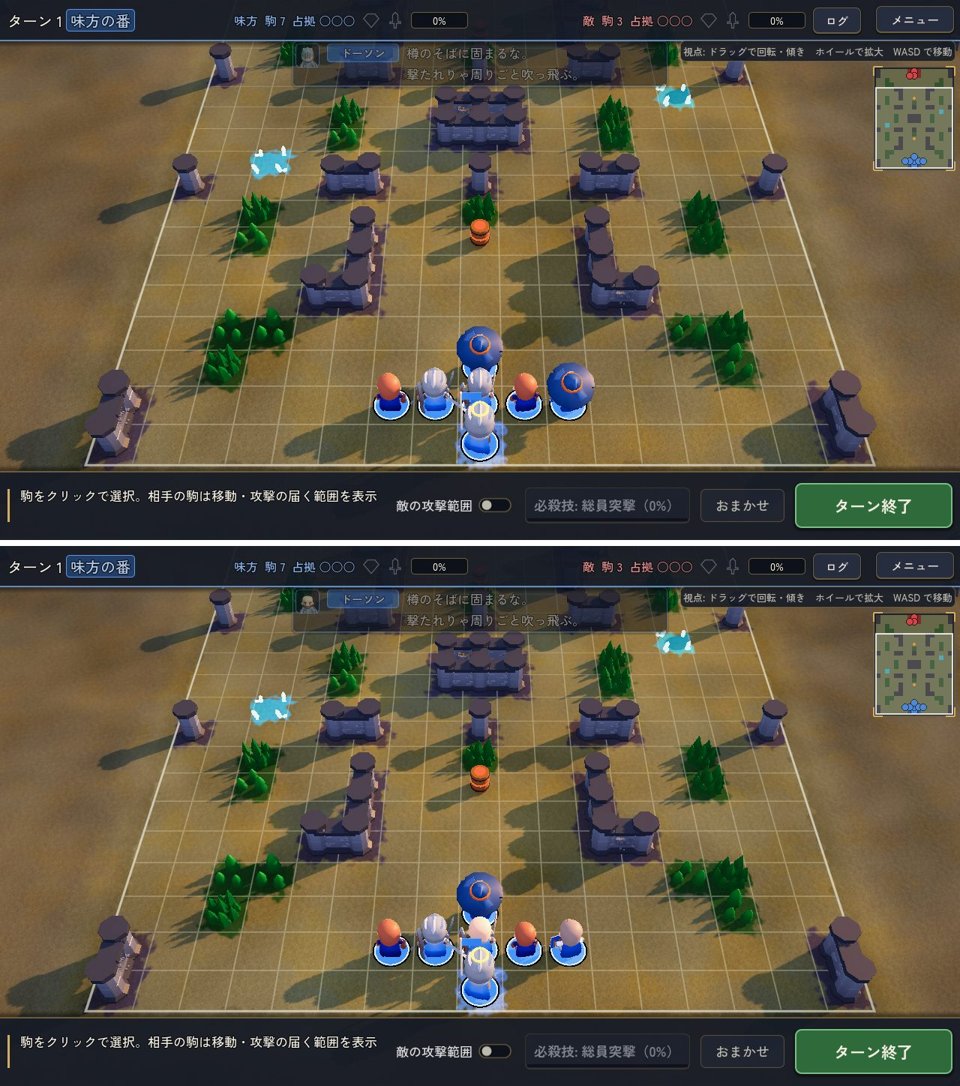 ターン 1 味方の番 味方 駒 7 占拠 〇〇〇 0% 敵 駒 3 占拠 〇〇〇 0% ログ メニュー
ドーソン 樽のそばに固まるな。
撃たれりゃ周りごと吹っ飛ぶ。
視点: ドラッグで回転・傾き ホイールで拡大 WASD で移動
駒をクリックで選択。相手の駒は移動・攻撃の届く範囲を表示
敵の攻撃範囲 必殺技: 総員突撃（0%） おまかせ ターン終了
ターン 1 味方の番 味方 駒 7 占拠 〇〇〇 0% 敵 駒 3 占拠 〇〇〇 0% ログ メニュー
ドーソン 樽のそばに固まるな。
撃たれりゃ周りごと吹っ飛ぶ。
視点: ドラッグで回転・傾き ホイールで拡大 WASD で移動
駒をクリックで選択。相手の駒は移動・攻撃の届く範囲を表示
敵の攻撃範囲 必殺技: 総員突撃（0%） おまかせ ターン終了